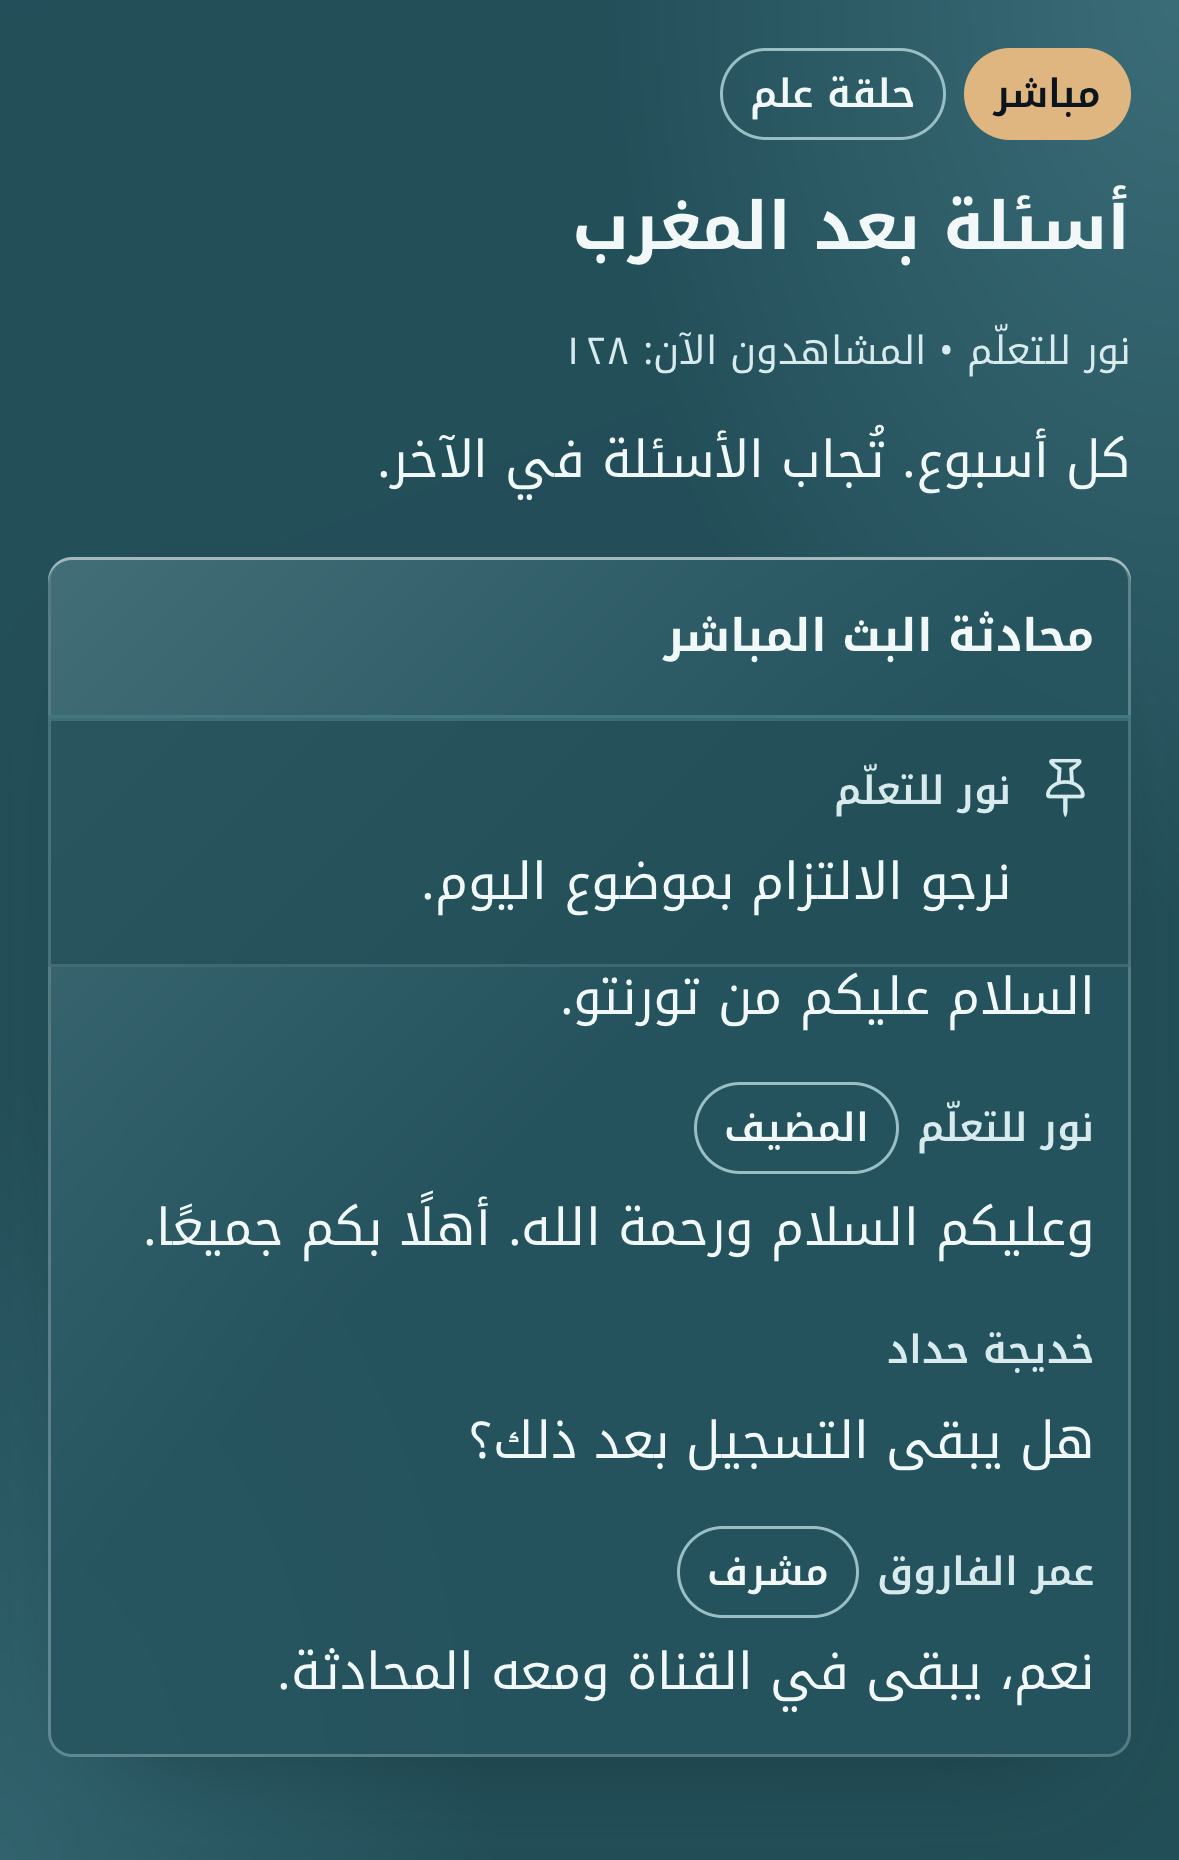 مباشر
حلقة علم
أسئلة بعد المغرب
نور للتعلّم • المشاهدون الآن: ١٢٨
كل أسبوع. تُجاب الأسئلة في الآخر.
محادثة البث المباشر
نور للتعلّم
نرجو الالتزام بموضوع اليوم.
السلام عليكم من تورنتو.
نور للتعلّم المضيف
وعليكم السلام ورحمة الله. أهلًا بكم جميعًا.
خديجة حداد
هل يبقى التسجيل بعد ذلك؟
عمر الفاروق مشرف
نعم، يبقى في القناة ومعه المحادثة.